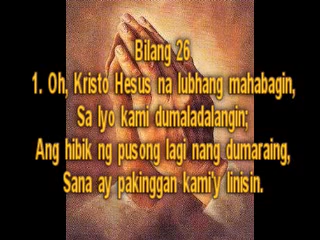 Bilang 26
1. Oh, Kristo Hesus na lubhang mahabagin,
Sa Iyo kami dumaladalangin;
Ang hibik ng pusong lagi nang dumaraing,
Sana ay pakinggan kami'y linisin.